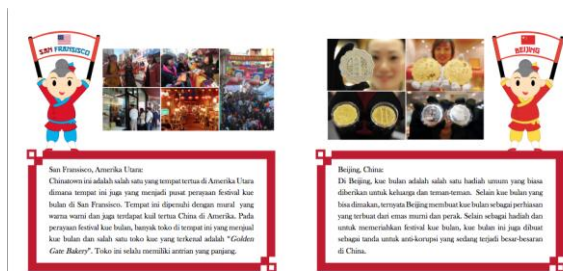 SAN FRANSISCO
San Fransisco, Amerika Utara:
Chinatown ini adalah salah satu yang tempat tertua di Amerika Utara
dimana tempat ini juga yang menjadi pusat perayaan festival kue
bulan di San Fransisco. Tempat ini dipenuhi dengan mural yang
warna warni dan juga terdapat kuil tertua China di Amerika. Pada
perayaan festival kue bulan, banyak toko di tempat ini yang menjual
kue bulan dan salah satu toko kue yang terkenal adalah "Golden
Gate Bakery". Toko ini selalu memiliki antrian yang panjang.
BEIJING
Beijing, China:
Di Beijing, kue bulan adalah salah satu hadiah umum yang biasa
diberikan untuk keluarga dan teman-teman. Selain kue bulan yang
bisa dimakan, ternyata Beijing membuat kue bulan sebagai perhiasan
yang terbuat dari emas murni dan perak. Selain sebagai hadiah dan
untuk memeriahkan festival kue bulan, kue bulan ini juga dibuat
sebagai tanda untuk anti-korupsi yang sedang terjadi besar-besaran
di China.